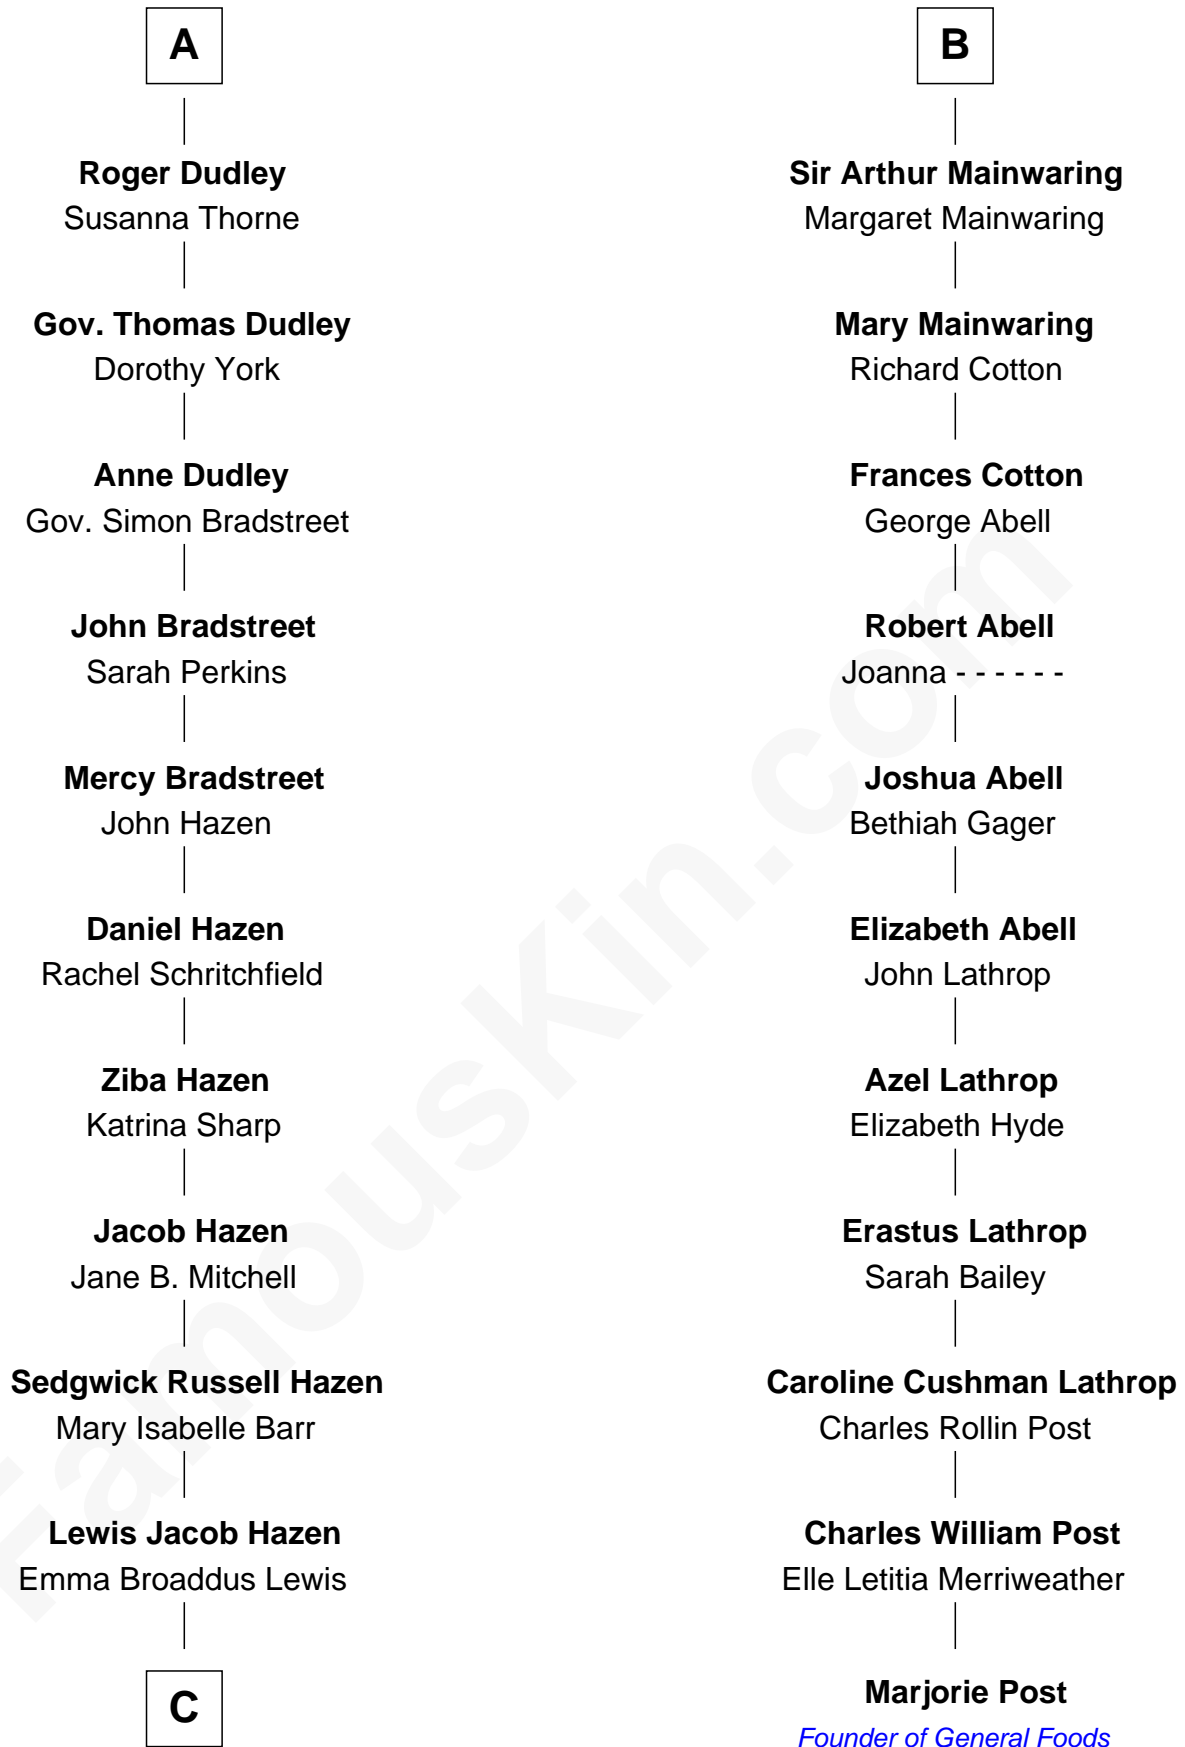 A
Roger Dudley
Susanna Thorne
Gov. Thomas Dudley
Dorothy York
Anne Dudley
Gov. Simon Bradstreet
John Bradstreet
Sarah Perkins
Mercy Bradstreet
John Hazen
Daniel Hazen
Rachel Schritchfield
Ziba Hazen
Katrina Sharp
Jacob Hazen
Jane B. Mitchell
Sedgwick Russell Hazen
Mary Isabelle Barr
Lewis Jacob Hazen
Emma Broaddus Lewis
C
B
Sir Arthur Mainwaring
Margaret Mainwaring
Mary Mainwaring
Richard Cotton
Frances Cotton
George Abell
Robert Abell
Joanna - - - - - -
Joshua Abell
Bethiah Gager
Elizabeth Abell
John Lathrop
Azel Lathrop
Elizabeth Hyde
Erastus Lathrop
Sarah Bailey
Caroline Cushman Lathrop
Charles Rollin Post
Charles William Post
Elle Letitia Merriweather
Marjorie Post
Founder of General Foods
FamousKin.com